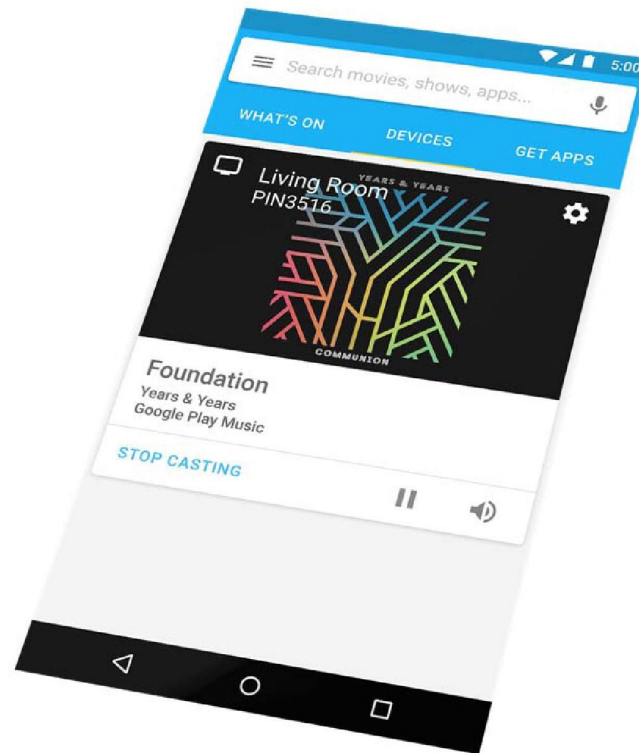 5:00
Search movies, shows, apps...
WHAT'S ON
DEVICES
GET APPS
Living Room
PIN3516
YEARS & YEARS
COMMUNION
Foundation
Years & Years
Google Play Music
STOP CASTING